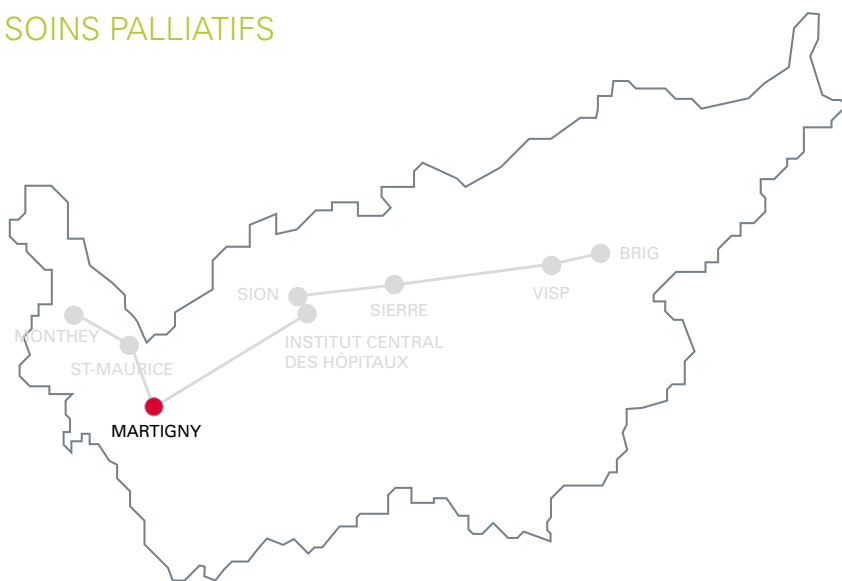 SOINS PALLIATIFS
BRIG
SION
VISP
SIERRE
MONTHEY
INSTITUT CENTRAL
DES HÔPITAUX
ST-MAURICE
MARTIGNY